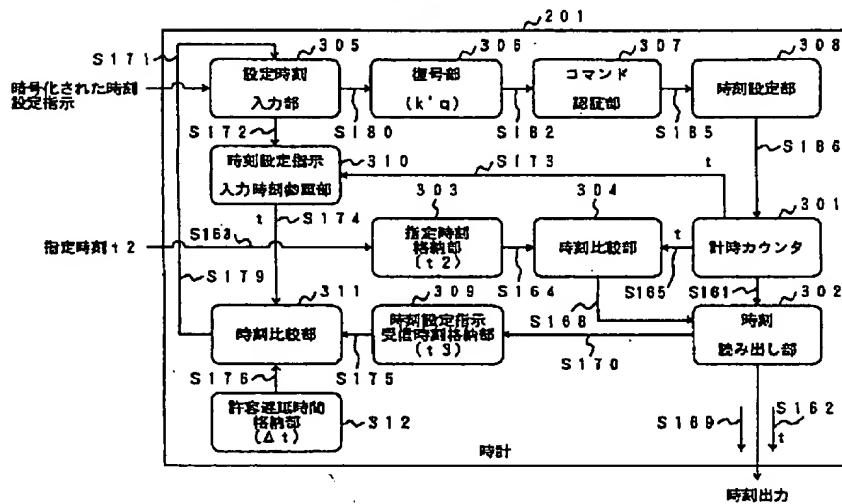 201
S171
305
306
307
308
暗号化された時刻
設定指示
設定時刻
入力部
復号部
(k'q)
コマンド
認証部
時刻設定部
S172
S180
S182
S185
S186
310
S173
t
時刻設定指示
入力時刻参照部
303
304
301
t
S174
S163
指定時刻t2
指定時刻
格納部
(t2)
時刻比較部
t
計時カウンタ
S179
S164
S165
S161
311
309
S168
302
時刻比較部
時刻設定指示
受信時刻格納部
(t3)
時刻
読み出し部
S175
S170
S176
許容遅延時間
格納部
(Δt)
312
S169
S162
t
時計
時刻出力